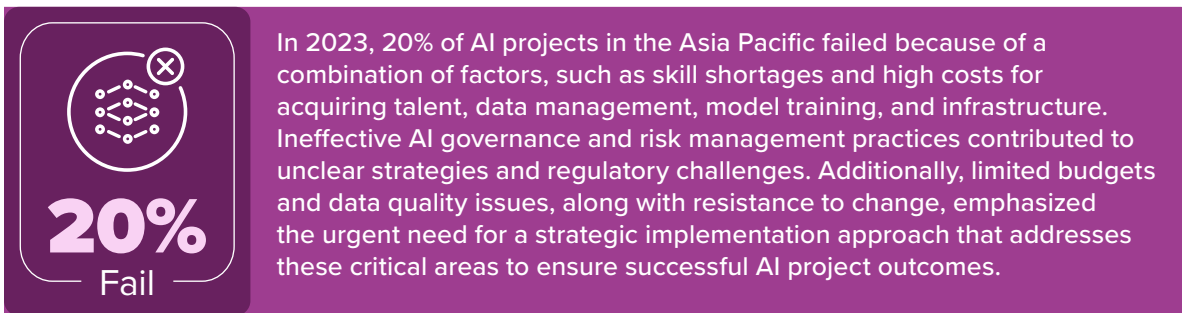 20%
Fail
In 2023, 20% of AI projects in the Asia Pacific failed because of a
combination of factors, such as skill shortages and high costs for
acquiring talent, data management, model training, and infrastructure.
Ineffective AI governance and risk management practices contributed to
unclear strategies and regulatory challenges. Additionally, limited budgets
and data quality issues, along with resistance to change, emphasized
the urgent need for a strategic implementation approach that addresses
these critical areas to ensure successful AI project outcomes.